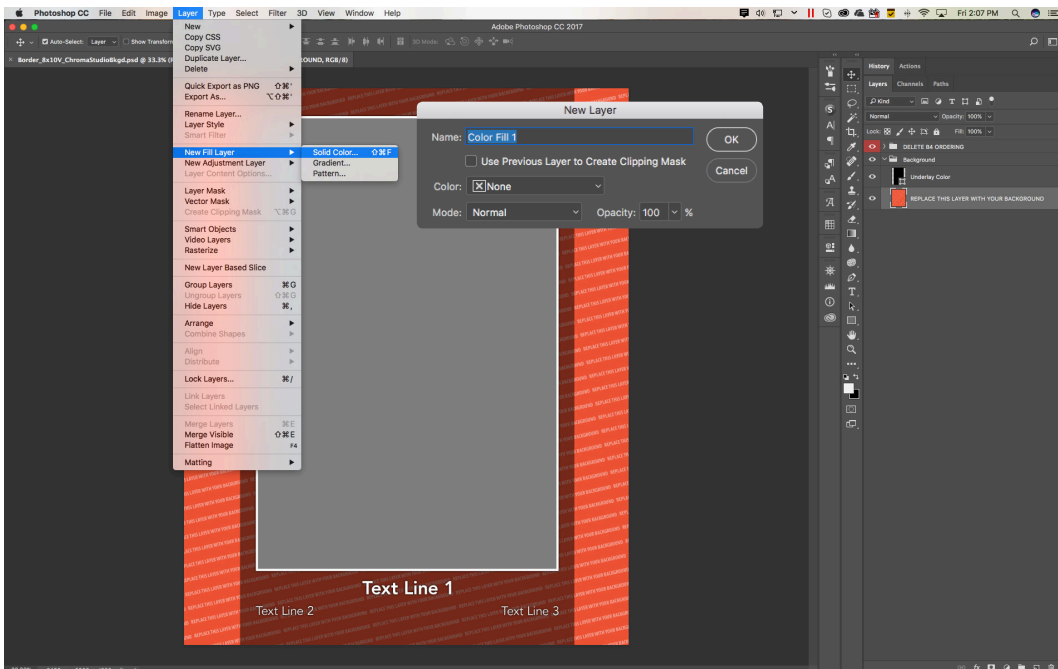 Photoshop CC File Edit Image Layer Type Select Filter 3D View Window Help
Fri 2:07 PM
Adobe Photoshop CC 2017
Auto-Select: Layer Show Transform
3D Mode:
× Border_8x10V_ChromaStudioBkgd.psd @ 33.3%
OUND, RGB/8)
New
Copy CSS
Copy SVG
Duplicate Layer...
Delete
Quick Export as PNG ⇧⌘'
Export As... ⌥⇧⌘'
Rename Layer...
Layer Style
Smart Filter
New Fill Layer
New Adjustment Layer
Layer Content Options...
Layer Mask
Vector Mask
Create Clipping Mask ⌥⌘G
Smart Objects
Video Layers
Rasterize
New Layer Based Slice
Group Layers ⌘G
Ungroup Layers ⇧⌘G
Hide Layers ⌘,
Arrange
Combine Shapes
Align
Distribute
Lock Layers... ⌘/
Link Layers
Select Linked Layers
Merge Layers ⌘E
Merge Visible ⇧⌘E
Flatten Image F4
Matting
Solid Color... ⇧⌘F
Gradient...
Pattern...
New Layer
Name: Color Fill 1
OK
Use Previous Layer to Create Clipping Mask
Cancel
Color: None
Mode: Normal Opacity: 100 %
Text Line 1
Text Line 2
Text Line 3
History Actions
Layers Channels Paths
Kind
Normal Opacity: 100%
Lock: Fill: 100%
DELETE B4 ORDERING
Background
Underlay Color
REPLACE THIS LAYER WITH YOUR BACKGROUND